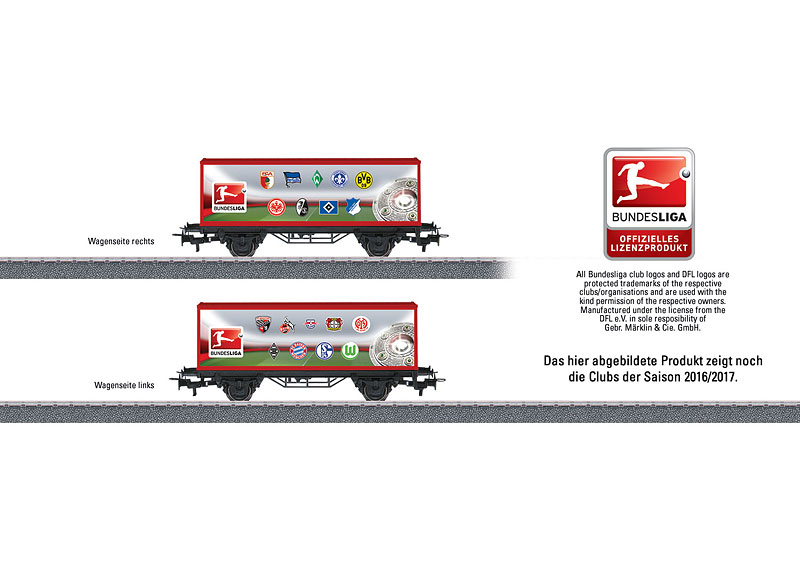 BUNDESLIGA
BVB
09
Wagenseite rechts
BUNDESLIGA
Wagenseite links
BUNDESLIGA
OFFIZIELLES
LIZENZPRODUKT
All Bundesliga club logos and DFL logos are
protected trademarks of the respective
clubs/organisations and are used with the
kind permission of the respective owners.
Manufactured under the license from the
DFL e.V. in sole resposibility of
Gebr. Märklin & Cie. GmbH.
Das hier abgebildete Produkt zeigt noch
die Clubs der Saison 2016/2017.